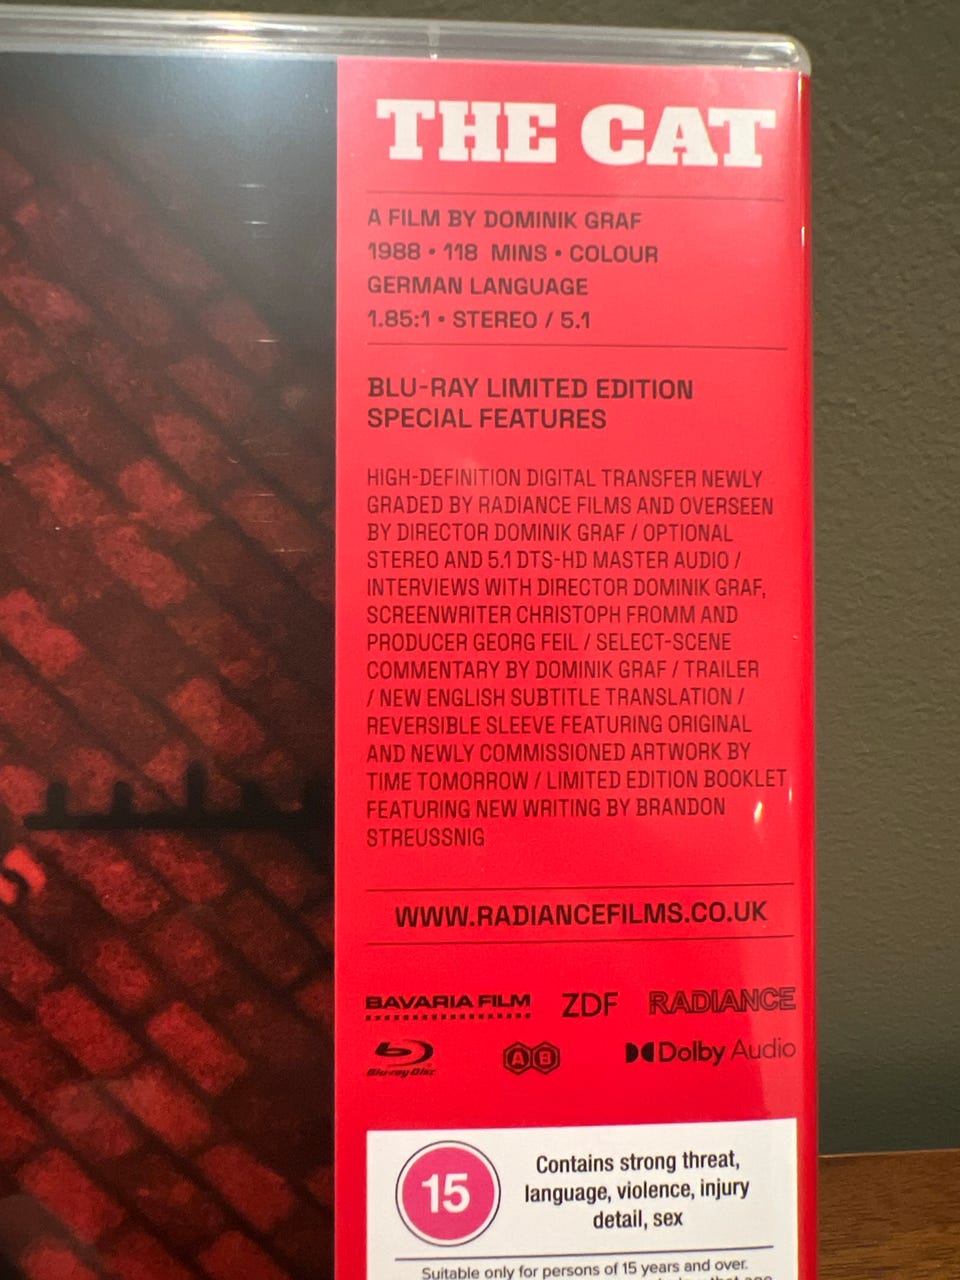 THE CAT
A FILM BY DOMINIK GRAF
1988 • 118 MINS • COLOUR
GERMAN LANGUAGE
1.85:1 • STEREO / 5.1
BLU-RAY LIMITED EDITION
SPECIAL FEATURES
HIGH-DEFINITION DIGITAL TRANSFER NEWLY
GRADED BY RADIANCE FILMS AND OVERSEEN
BY DIRECTOR DOMINIK GRAF / OPTIONAL
STEREO AND 5.1 DTS-HD MASTER AUDIO /
INTERVIEWS WITH DIRECTOR DOMINIK GRAF,
SCREENWRITER CHRISTOPH FROMM AND
PRODUCER GEORG FEIL / SELECT-SCENE
COMMENTARY BY DOMINIK GRAF / TRAILER
/ NEW ENGLISH SUBTITLE TRANSLATION /
REVERSIBLE SLEEVE FEATURING ORIGINAL
AND NEWLY COMMISSIONED ARTWORK BY
TIME TOMORROW / LIMITED EDITION BOOKLET
FEATURING NEW WRITING BY BRANDON
STREUSSNIG
WWW.RADIANCEFILMS.CO.UK
BAVARIA FILM ZDF RADIANCE
Blu-ray Disc A B Dolby Audio
15
Contains strong threat,
language, violence, injury
detail, sex
Suitable only for persons of 15 years and over.